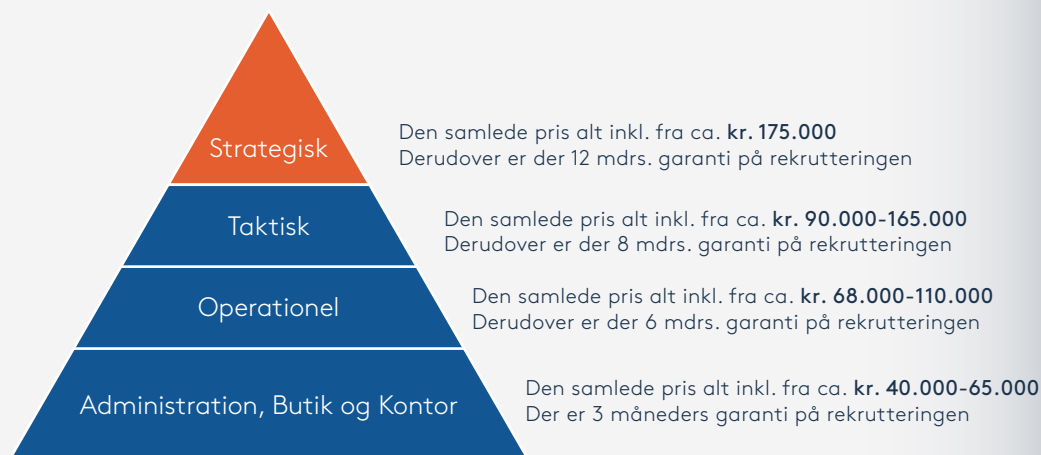 Strategisk
Den samlede pris alt inkl. fra ca. kr. 175.000
Derudover er der 12 mdrs. garanti på rekrutteringen
Taktisk
Den samlede pris alt inkl. fra ca. kr. 90.000-165.000
Derudover er der 8 mdrs. garanti på rekrutteringen
Operationel
Den samlede pris alt inkl. fra ca. kr. 68.000-110.000
Derudover er der 6 mdrs. garanti på rekrutteringen
Administration, Butik og Kontor
Den samlede pris alt inkl. fra ca. kr. 40.000-65.000
Der er 3 måneders garanti på rekrutteringen